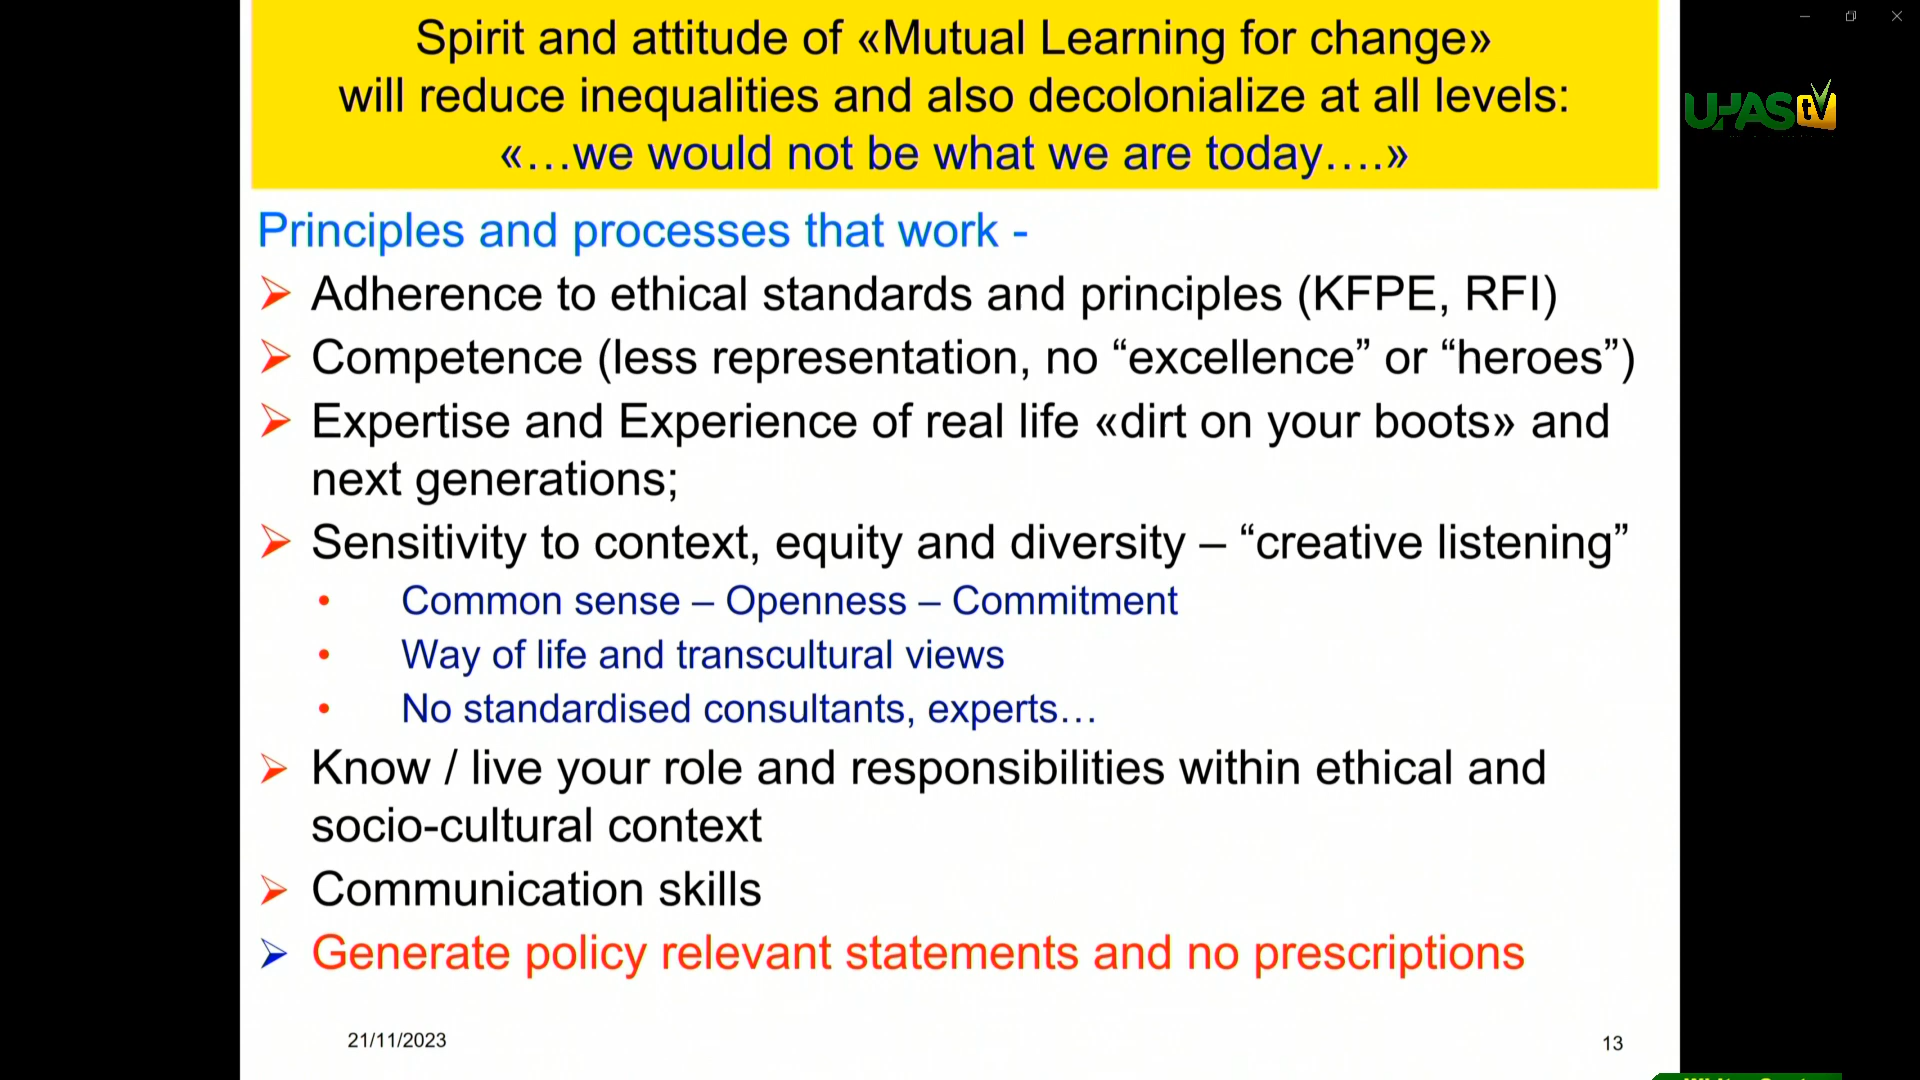 Spirit and attitude of «Mutual Learning for change»
will reduce inequalities and also decolonialize at all levels:
«…we would not be what we are today….»
UHAS tv
Principles and processes that work -
Adherence to ethical standards and principles (KFPE, RFI)
Competence (less representation, no “excellence” or “heroes”)
Expertise and Experience of real life «dirt on your boots» and
next generations;
Sensitivity to context, equity and diversity – “creative listening”
• Common sense – Openness – Commitment
• Way of life and transcultural views
• No standardised consultants, experts…
Know / live your role and responsibilities within ethical and
socio-cultural context
Communication skills
Generate policy relevant statements and no prescriptions
21/11/2023
13